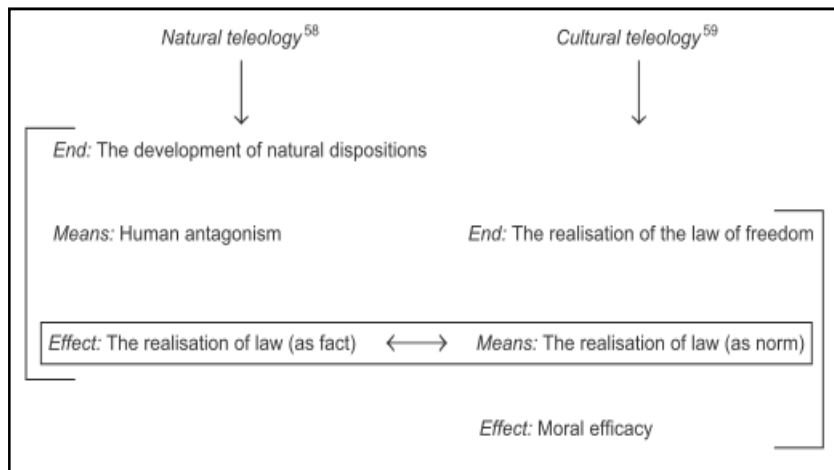 Natural teleology58 Cultural teleology59
End: The development of natural dispositions
Means: Human antagonism End: The realisation of the law of freedom
Effect: The realisation of law (as fact) Means: The realisation of law (as norm)
Effect: Moral efficacy